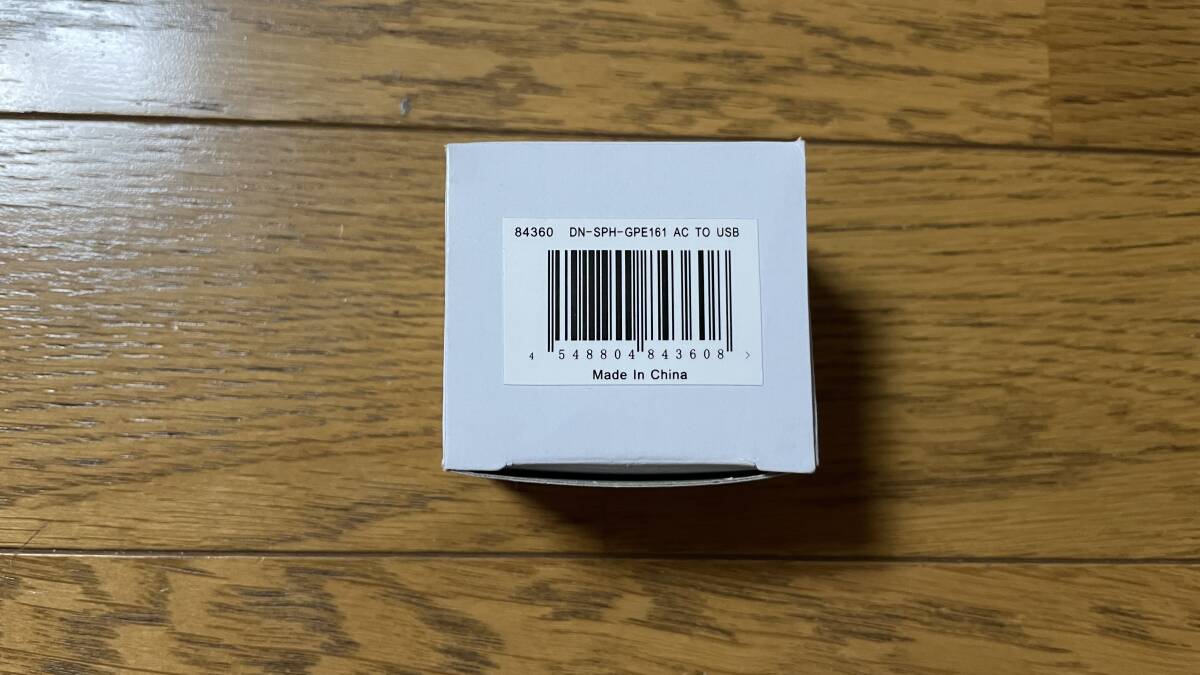 84360 DN-SPH-GPE161 AC TO USB
4 548804 843608 >
Made In China